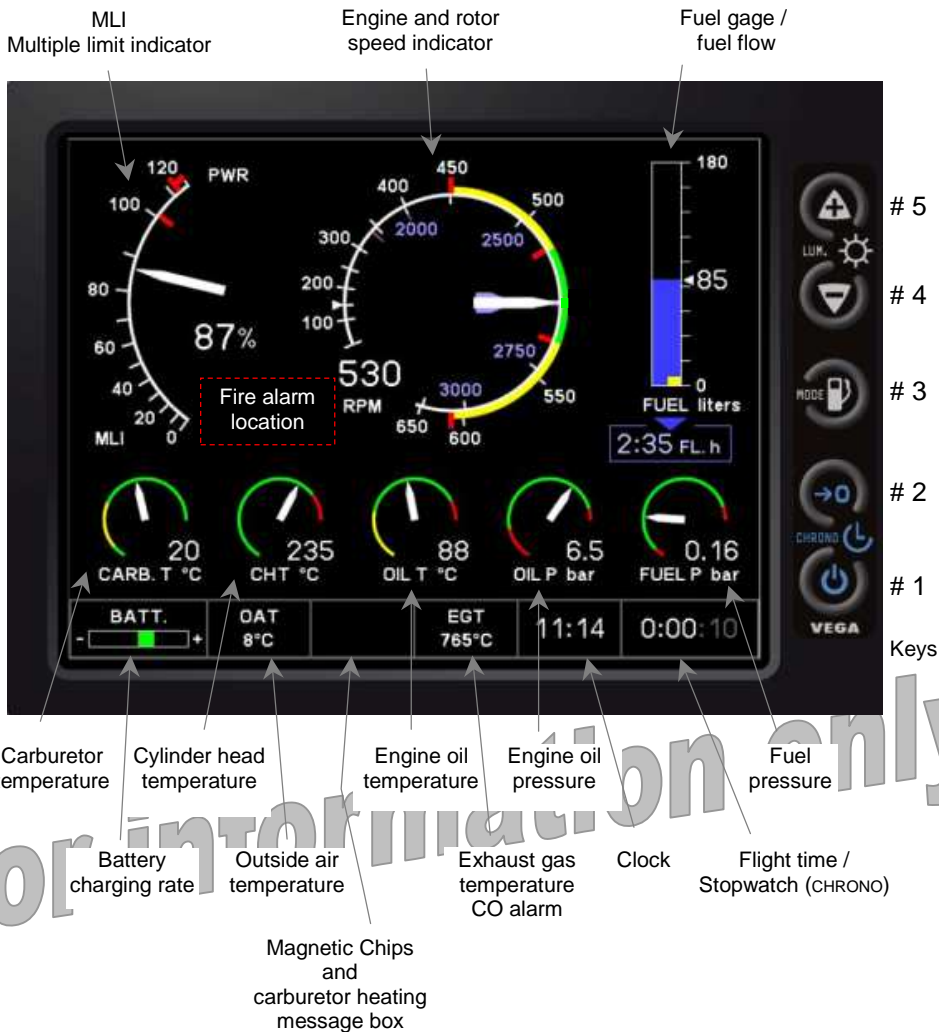 MLI
Multiple limit indicator
Engine and rotor
speed indicator
Fuel gage /
fuel flow
120
PWR
100
80
60
40
20
0
MLI
87%
Fire alarm
location
450
400
500
300
200
100
2000
2500
2750
3000
550
600
650
530
RPM
180
85
0
FUEL liters
2:35 FL. h
20
CARB. T °C
235
CHT °C
88
OIL T °C
6.5
OIL P bar
0.16
FUEL P bar
BATT.
- +
OAT
8°C
EGT
765°C
11:14
0:00:10
# 5
LUM.
# 4
MODE
# 3
→0
# 2
CHRONO
# 1
VEGA
Keys
Carburetor
emperature
Cylinder head
temperature
Engine oil
temperature
Engine oil
pressure
Fuel
pressure
or information only
Battery
charging rate
Outside air
temperature
Exhaust gas
temperature
CO alarm
Clock
Flight time /
Stopwatch (CHRONO)
Magnetic Chips
and
carburetor heating
message box